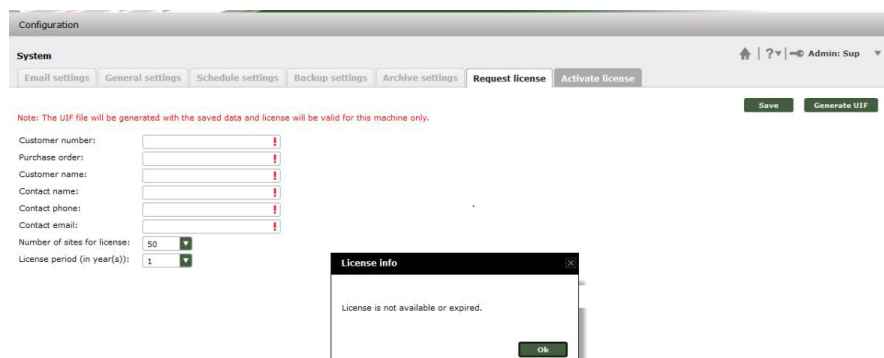 Configuration
System
? Admin: Sup
Email settings General settings Schedule settings Backup settings Archive settings Request license Activate license
Save Generate UIF
Note: The UIF file will be generated with the saved data and license will be valid for this machine only.
Customer number: !
Purchase order: !
Customer name: !
Contact name: !
Contact phone: !
Contact email: !
Number of sites for license: 50
License period (in year(s)): 1
License info
License is not available or expired.
Ok